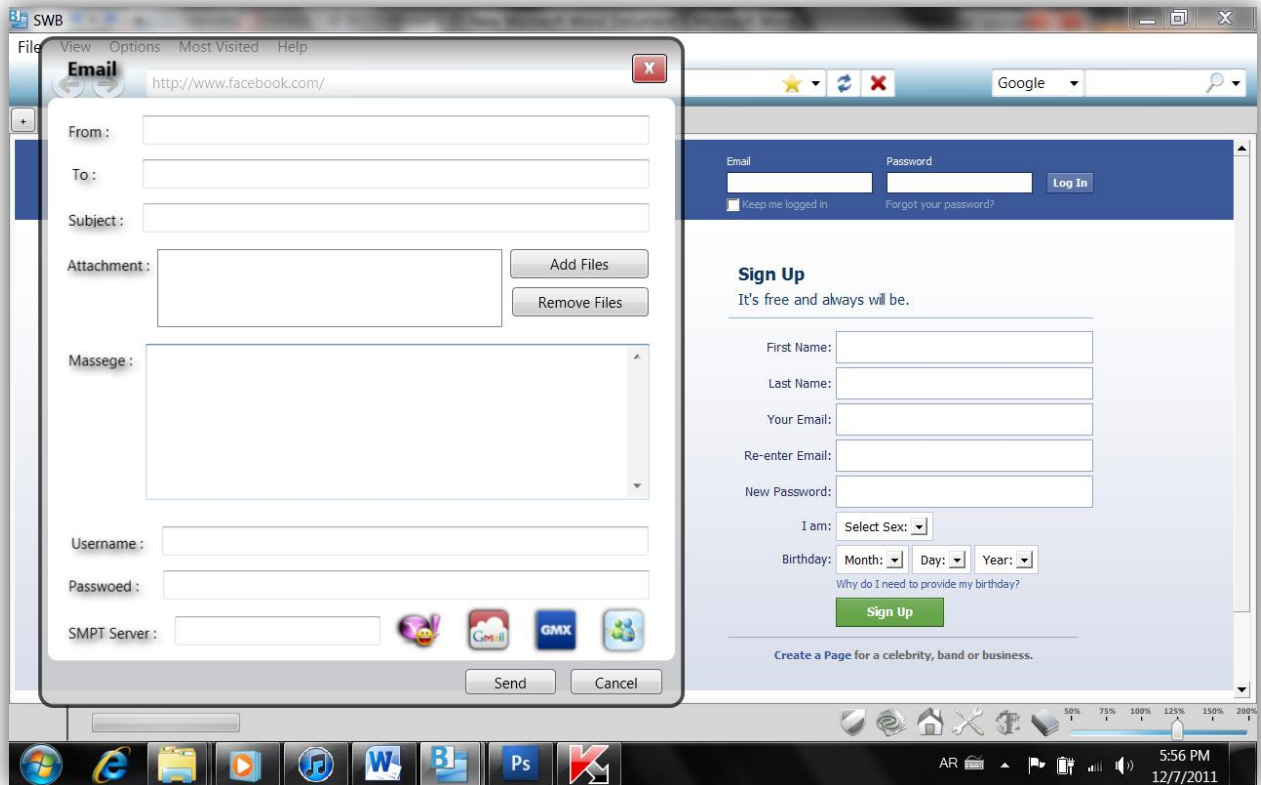 SWB
File View Options Most Visited Help
Email
X
http://www.facebook.com/
Google
+
From :
To :
Subject :
Attachment :
Add Files
Remove Files
Massege :
Username :
Passwoed :
SMPT Server :
Gmail
GMX
Send Cancel
Email Password
Log In
Keep me logged in Forgot your password?
Sign Up
It's free and always will be.
First Name:
Last Name:
Your Email:
Re-enter Email:
New Password:
I am: Select Sex:
Birthday: Month: Day: Year:
Why do I need to provide my birthday?
Sign Up
Create a Page for a celebrity, band or business.
50% 75% 100% 125% 150% 200%
W B Ps K
AR
5:56 PM
12/7/2011